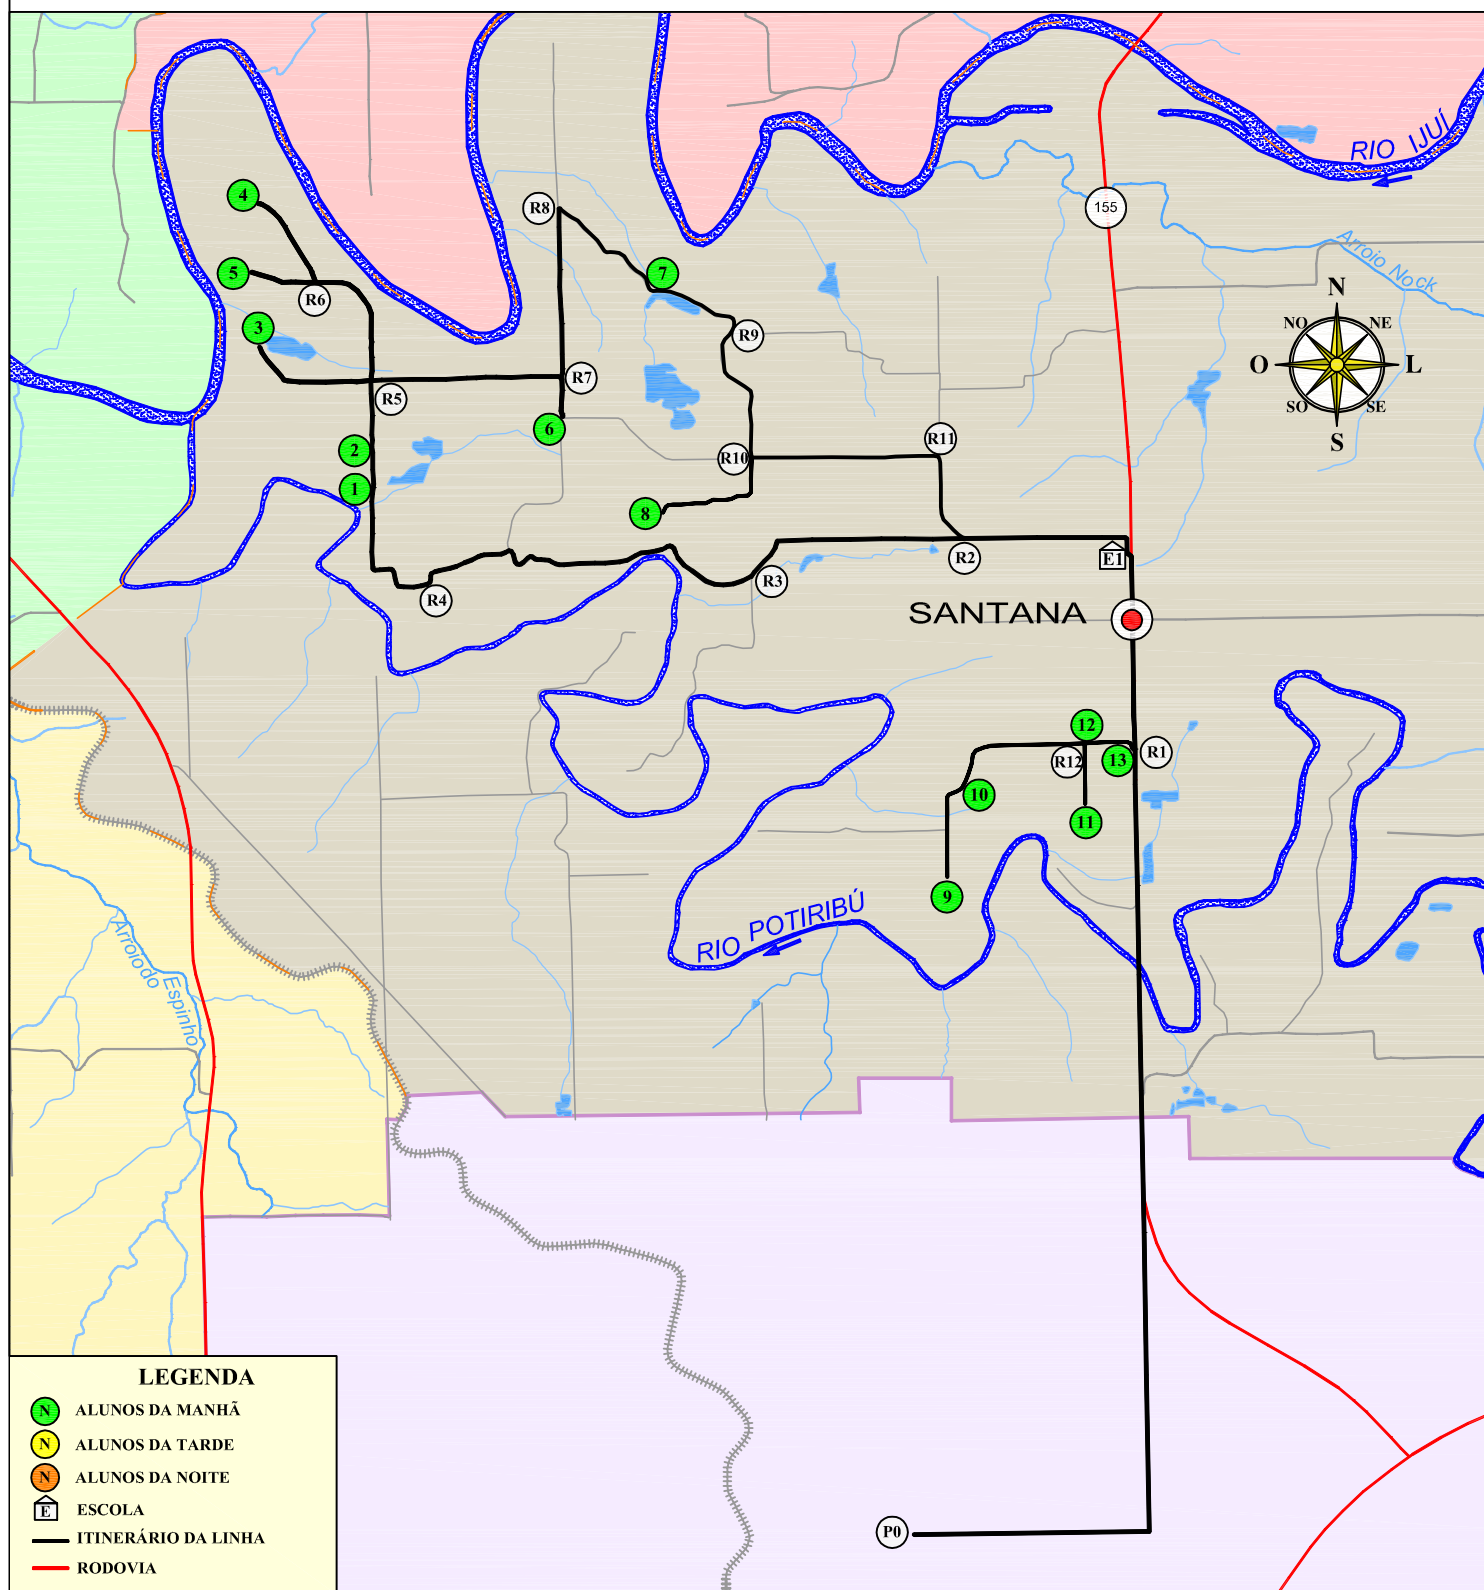 RIO IJUÍ
4
R8
155
5
7
Arroio Nock
R6
N
3
NO
NE
R9
O
L
R7
R5
SO
SE
6
R11
S
2
R10
1
8
R2
E1
R3
R4
SANTANA
12
R1
R12
13
10
11
9
RIO POTIRIBÚ
Arroio do Espinho
LEGENDA
N ALUNOS DA MANHÃ
N ALUNOS DA TARDE
N ALUNOS DA NOITE
E ESCOLA
ITINERÁRIO DA LINHA
RODOVIA
P0